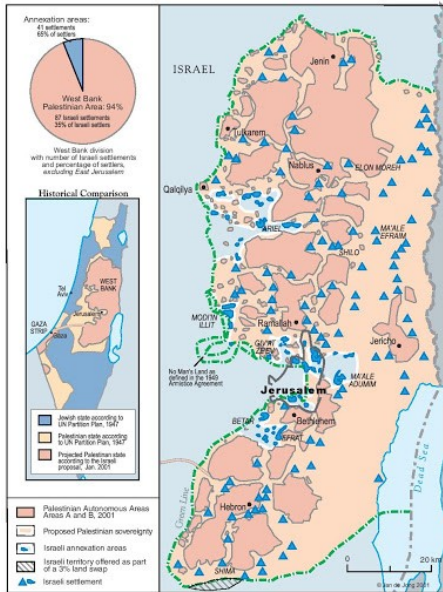 Annexation areas:
41 settlements
65% of settlers
West Bank
Palestinian Area: 94%
67 Israeli settlements
35% of Israeli settlers
West Bank division
with number of Israeli settlements
and percentage of settlers,
excluding East Jerusalem
Historical Comparison
Tel
Aviv
WEST
BANK
Jerusalem
GAZA
STRIP
Gaza
Jewish state according to
UN Partition Plan, 1947
Palestinian state according
to UN Partition Plan, 1947
Projected Palestinian state
according to the Israeli
proposal, Jan. 2001
Palestinian Autonomous Areas
Areas A and B, 2001
Proposed Palestinian sovereignty
Israeli annexation areas
Israeli territory offered as part
of a 3% land swap
Israeli settlement
ISRAEL
Jenin
Tulkarem
Nablus
ELON MOREH
Qalqilya
ARIEL
MA'ALE
EFRAIM
SHILO
MODI'IN
ILLIT
Ramallah
GIV'AT
ZE'EV
Jericho
No Man's Land as
defined in the 1949
Armistice Agreement
Jerusalem
MA'ALE
ADUMIM
BETAR
Bethlehem
EFRAT
Green Line
Hebron
Dead Sea
SHIMA
0
20 km
© Jan de Jong 2001